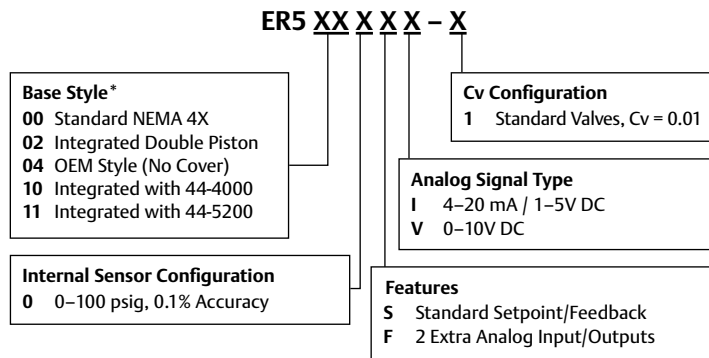 ER5 XX X X X – X
Base Style*
00 Standard NEMA 4X
02 Integrated Double Piston
04 OEM Style (No Cover)
10 Integrated with 44-4000
11 Integrated with 44-5200
Internal Sensor Configuration
0 0–100 psig, 0.1% Accuracy
Cv Configuration
1 Standard Valves, Cv = 0.01
Analog Signal Type
I 4–20 mA / 1–5V DC
V 0–10V DC
Features
S Standard Setpoint/Feedback
F 2 Extra Analog Input/Outputs